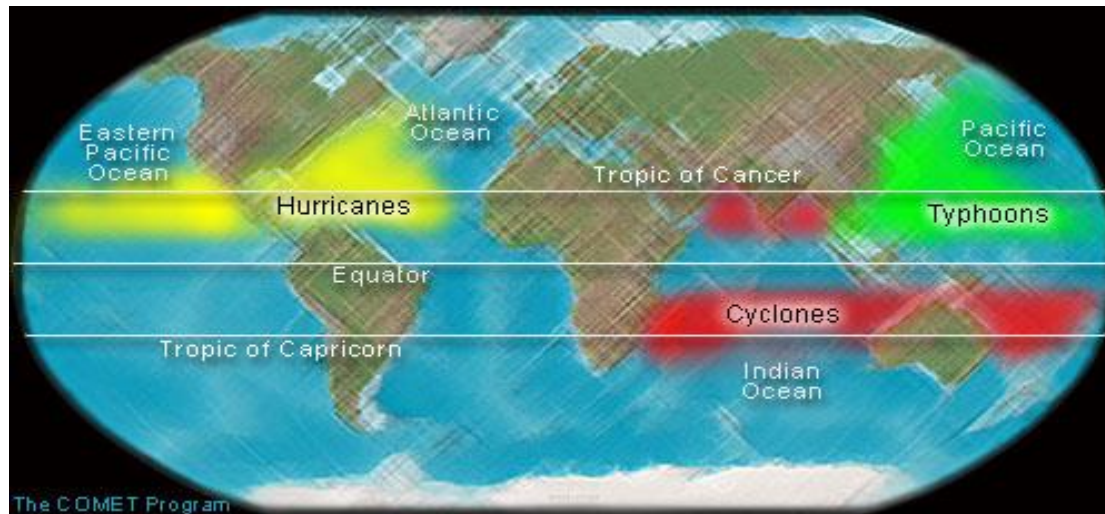 Atlantic
Ocean
Eastern
Pacific
Ocean
Pacific
Ocean
Tropic of Cancer
Hurricanes
Typhoons
Equator
Cyclones
Tropic of Capricorn
Indian
Ocean
The COMET Program